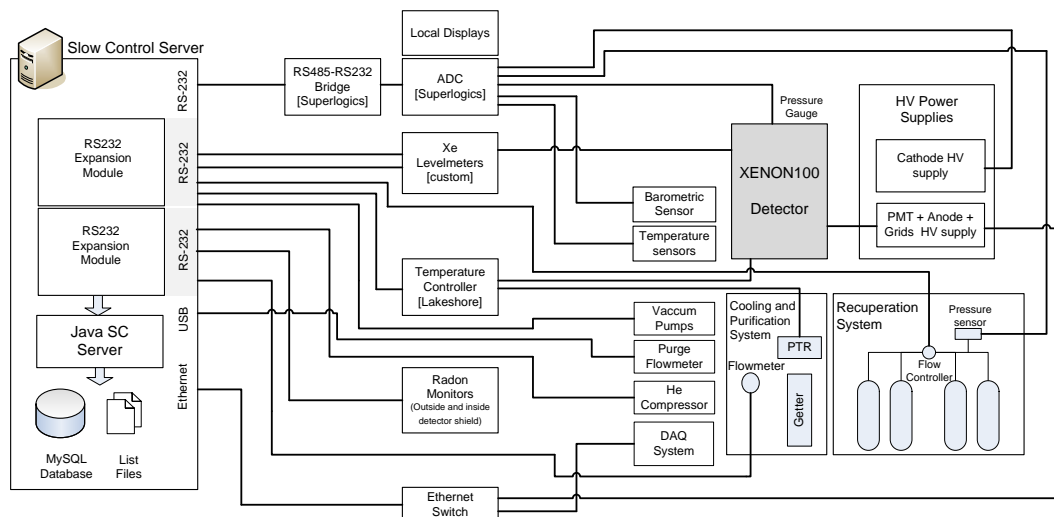 Slow Control Server
RS-232
RS232
Expansion
Module
RS-232
RS232
Expansion
Module
RS-232
USB
Java SC
Server
Ethernet
MySQL
Database
List
Files
Local Displays
RS485-RS232
Bridge
[Superlogics]
ADC
[Superlogics]
Xe
Levelmeters
[custom]
Temperature
Controller
[Lakeshore]
Radon
Monitors
(Outside and inside
detector shield)
Ethernet
Switch
Barometric
Sensor
Temperature
sensors
Vaccum
Pumps
Purge
Flowmeter
He
Compressor
DAQ
System
Pressure
Gauge
XENON100
Detector
HV Power
Supplies
Cathode HV
supply
PMT + Anode +
Grids HV supply
Cooling and
Purification
System
PTR
Flowmeter
Getter
Recuperation
System
Pressure
sensor
Flow
Controller